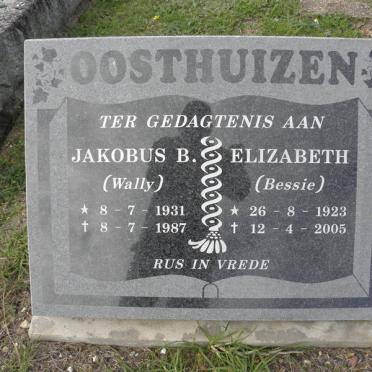 OOSTHUIZEN
TER GEDAGTENIS AAN
JAKOBUS B. ELIZABETH
(Wally) (Bessie)
★ 8 - 7 - 1931 ★ 26 - 8 - 1923
✝ 8 - 7 - 1987 ✝ 12 - 4 - 2005
RUS IN VREDE